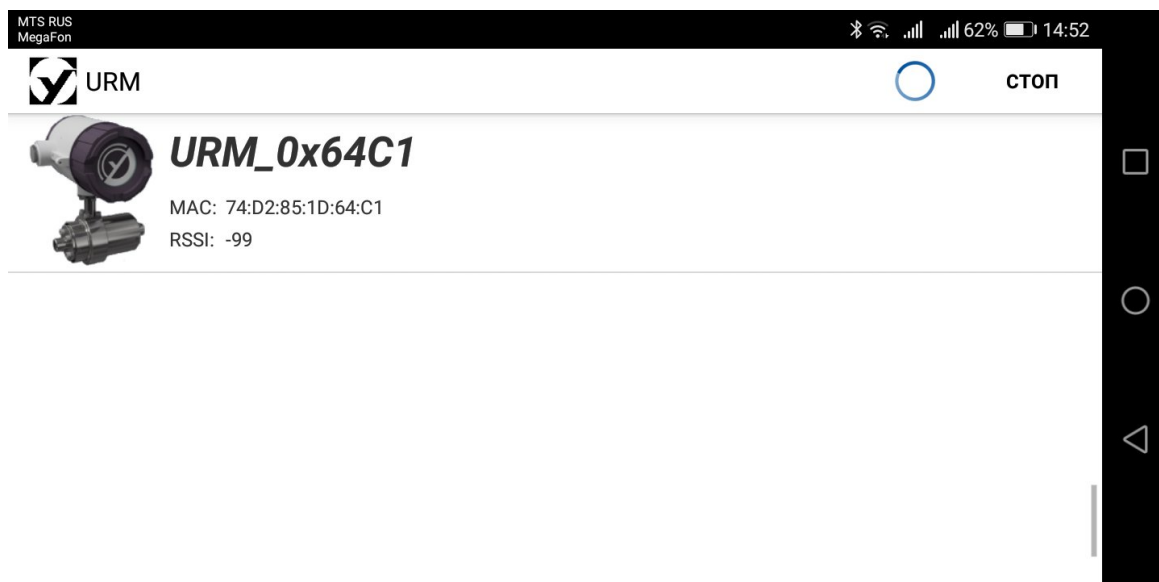 MTS RUS
MegaFon
62% 14:52
URM
СТОП
URM_0x64C1
MAC: 74:D2:85:1D:64:C1
RSSI: -99